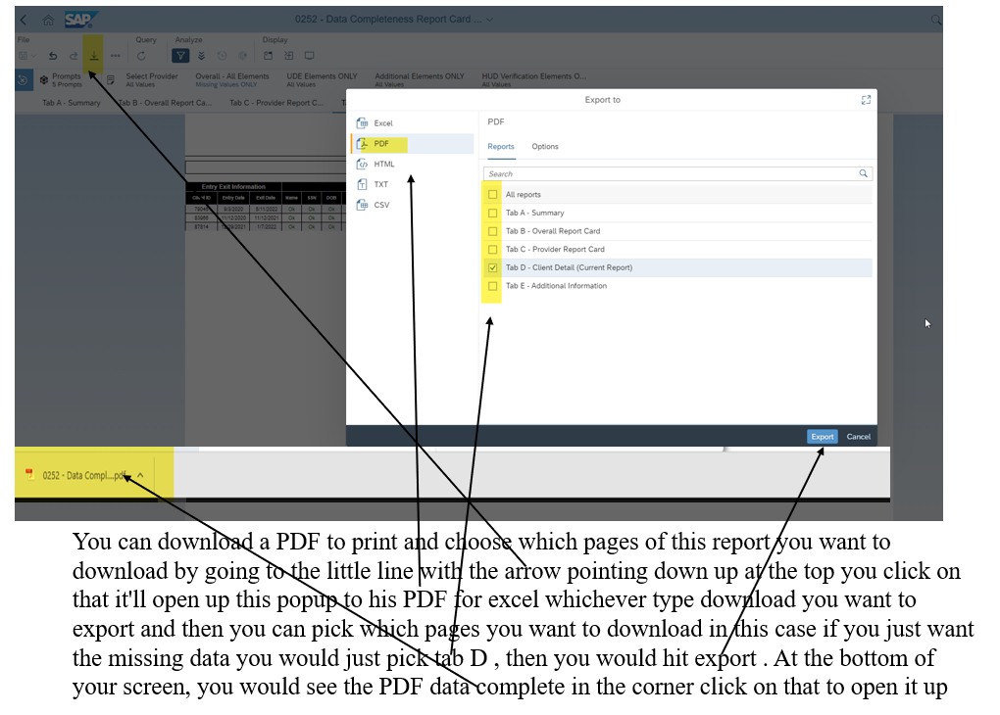 SAP
0252 - Data Completeness Report Card ...
File
Query
Analyze
Display
Prompts
5 Prompts
Select Provider
All Values
Overall - All Elements
Missing Values ONLY
UDE Elements ONLY
All Values
Additional Elements ONLY
All Values
HUD Verification Elements O...
All Values
Tab A - Summary
Tab B - Overall Report Ca...
Tab C - Provider Report C...
Export to
Excel
PDF
HTML
TXT
CSV
PDF
Reports
Options
Search
All reports
Tab A - Summary
Tab B - Overall Report Card
Tab C - Provider Report Card
Tab D - Client Detail (Current Report)
Tab E - Additional Information
Entry Exit Information
Entry Date Exit Date Name SSN DOB
8/3/2020 5/11/2022 Ok Ok Ok
11/12/2020 11/12/2021 Ok Ok Ok
87814 1/7/2022 Ok Ok Ok
Export
Cancel
0252 - Data Compl....pdf
You can download a PDF to print and choose which pages of this report you want to
download by going to the little line with the arrow pointing down up at the top you click on
that it'll open up this popup to his PDF for excel whichever type download you want to
export and then you can pick which pages you want to download in this case if you just want
the missing data you would just pick tab D , then you would hit export . At the bottom of
your screen, you would see the PDF data complete in the corner click on that to open it up